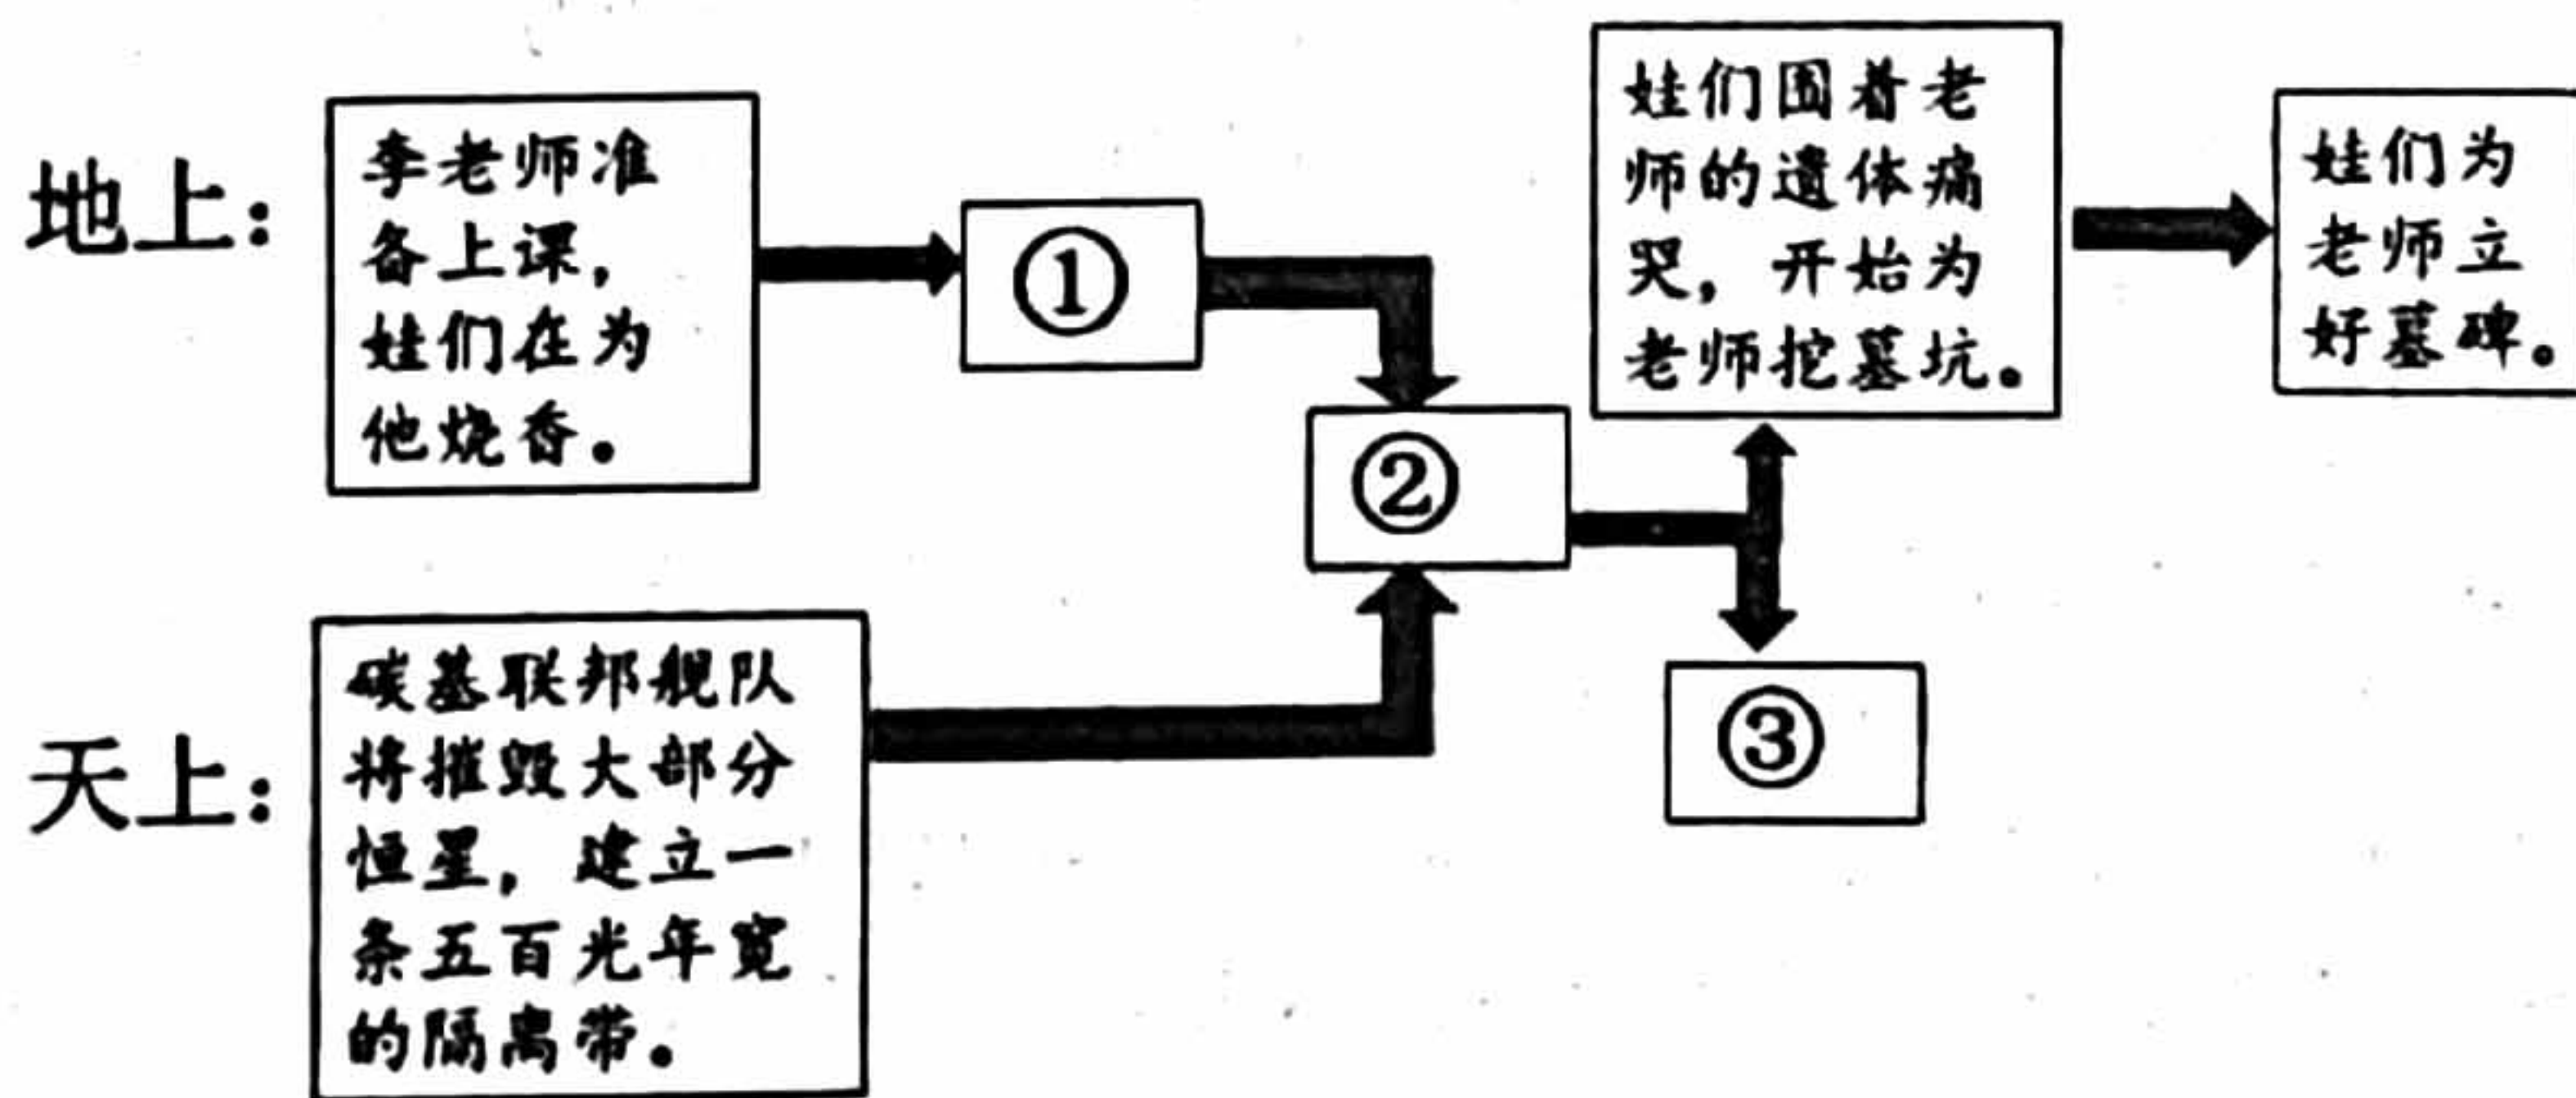 地上：
李老师准
备上课，
娃们在为
他烧香。
①
②
娃们围着老
师的遗体痛
哭，开始为
老师挖墓坑。
娃们为
老师立
好墓碑。
天上：
碳基联邦舰队
将摧毁大部分
恒星，建立一
条五百光年宽
的隔离带。
③